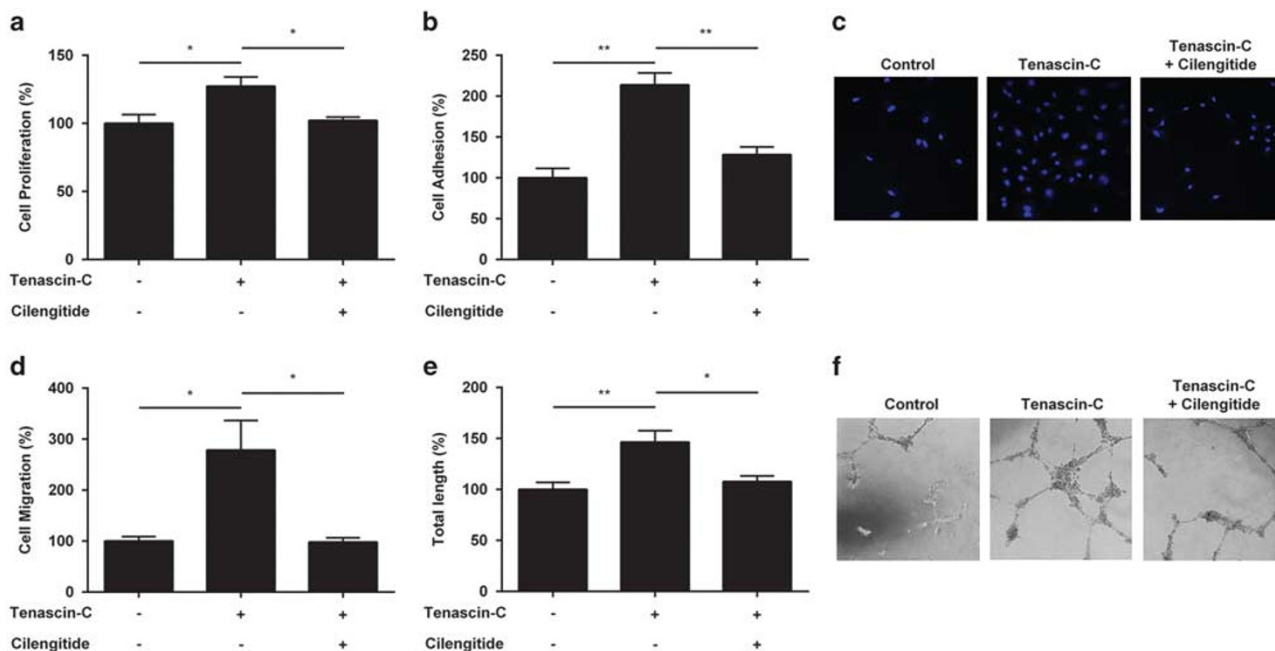 a
Cell Proliferation (%)
150
100
50
0
* *
Tenascin-C - + +
Cilengitide - - +
b
Cell Adhesion (%)
250
200
150
100
50
0
** **
- + +
- - +
c
Control Tenascin-C Tenascin-C
+ Cilengitide
d
Cell Migration (%)
400
300
200
100
0
* *
Tenascin-C - + +
Cilengitide - - +
e
Total length (%)
200
150
100
50
0
** *
Tenascin-C - + +
Cilengitide - - +
f
Control Tenascin-C Tenascin-C
+ Cilengitide